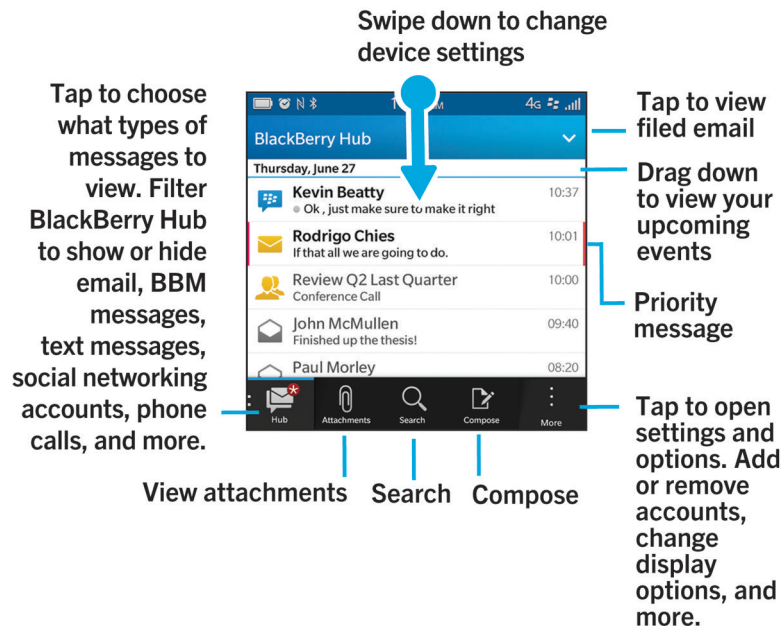 Swipe down to change
device settings
Tap to choose
what types of
messages to
view. Filter
BlackBerry Hub
to show or hide
email, BBM
messages,
text messages,
social networking
accounts, phone
calls, and more.
4G
BlackBerry Hub
Thursday, June 27
Kevin Beatty 10:37
Ok , just make sure to make it right
Rodrigo Chies 10:01
If that all we are going to do.
Review Q2 Last Quarter 10:00
Conference Call
John McMullen 09:40
Finished up the thesis!
Paul Morley 08:20
Hub Attachments Search Compose More
Tap to view
filed email
Drag down
to view your
upcoming
events
Priority
message
Tap to open
settings and
options. Add
or remove
accounts,
change
display
options, and
more.
View attachments Search Compose